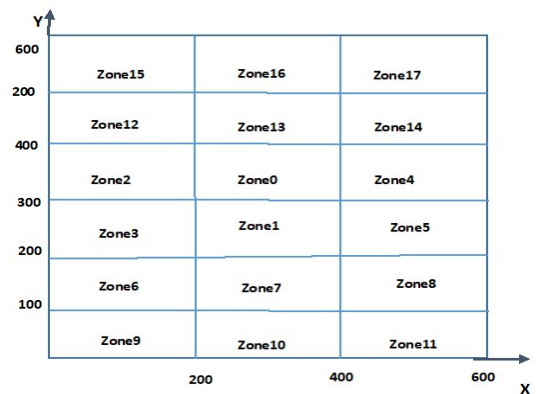 Y
600
Zone15 Zone16 Zone17
200
Zone12 Zone13 Zone14
400
Zone2 Zone0 Zone4
300
Zone3 Zone1 Zone5
200
Zone6 Zone7 Zone8
100
Zone9 Zone10 Zone11
200 400 600
X